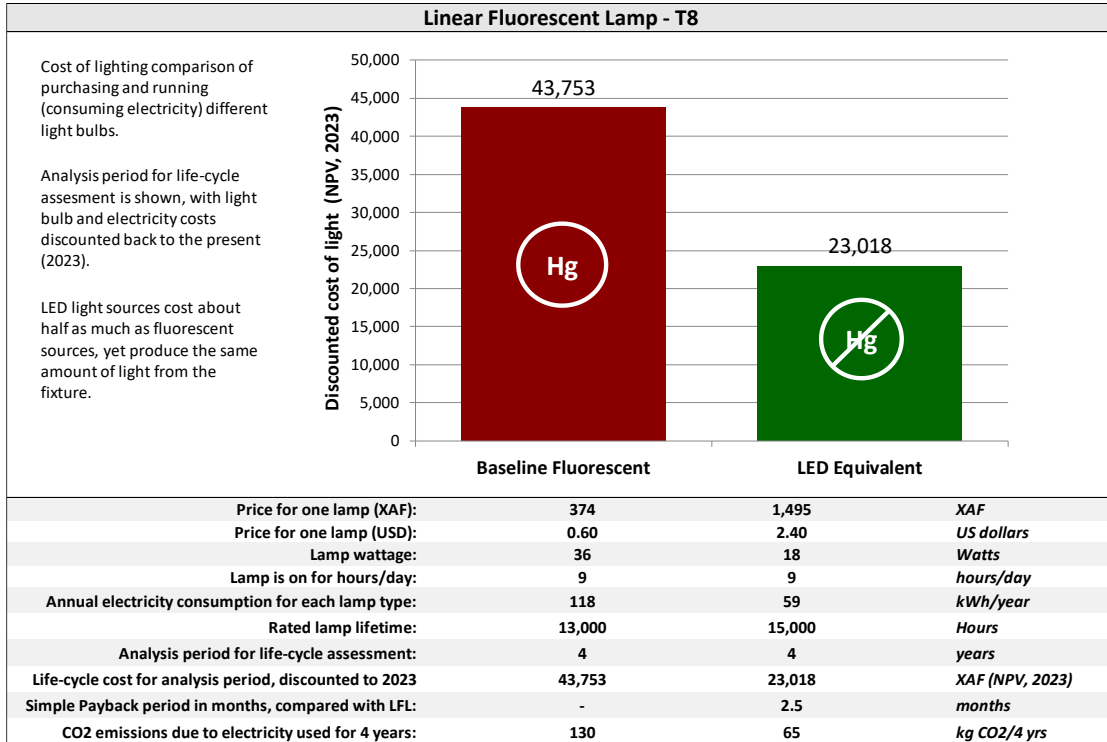 Linear Fluorescent Lamp - T8
Cost of lighting comparison of
purchasing and running
(consuming electricity) different
light bulbs.
Analysis period for life-cycle
assesment is shown, with light
bulb and electricity costs
discounted back to the present
(2023).
LED light sources cost about
half as much as fluorescent
sources, yet produce the same
amount of light from the
fixture.
Discounted cost of light (NPV, 2023)
50,000
45,000
40,000
35,000
30,000
25,000
20,000
15,000
10,000
5,000
0
43,753
Hg
23,018
Hg
Baseline Fluorescent LED Equivalent
Price for one lamp (XAF): 374 1,495 XAF
Price for one lamp (USD): 0.60 2.40 US dollars
Lamp wattage: 36 18 Watts
Lamp is on for hours/day: 9 9 hours/day
Annual electricity consumption for each lamp type: 118 59 kWh/year
Rated lamp lifetime: 13,000 15,000 Hours
Analysis period for life-cycle assessment: 4 4 years
Life-cycle cost for analysis period, discounted to 2023 43,753 23,018 XAF (NPV, 2023)
Simple Payback period in months, compared with LFL: - 2.5 months
CO2 emissions due to electricity used for 4 years: 130 65 kg CO2/4 yrs